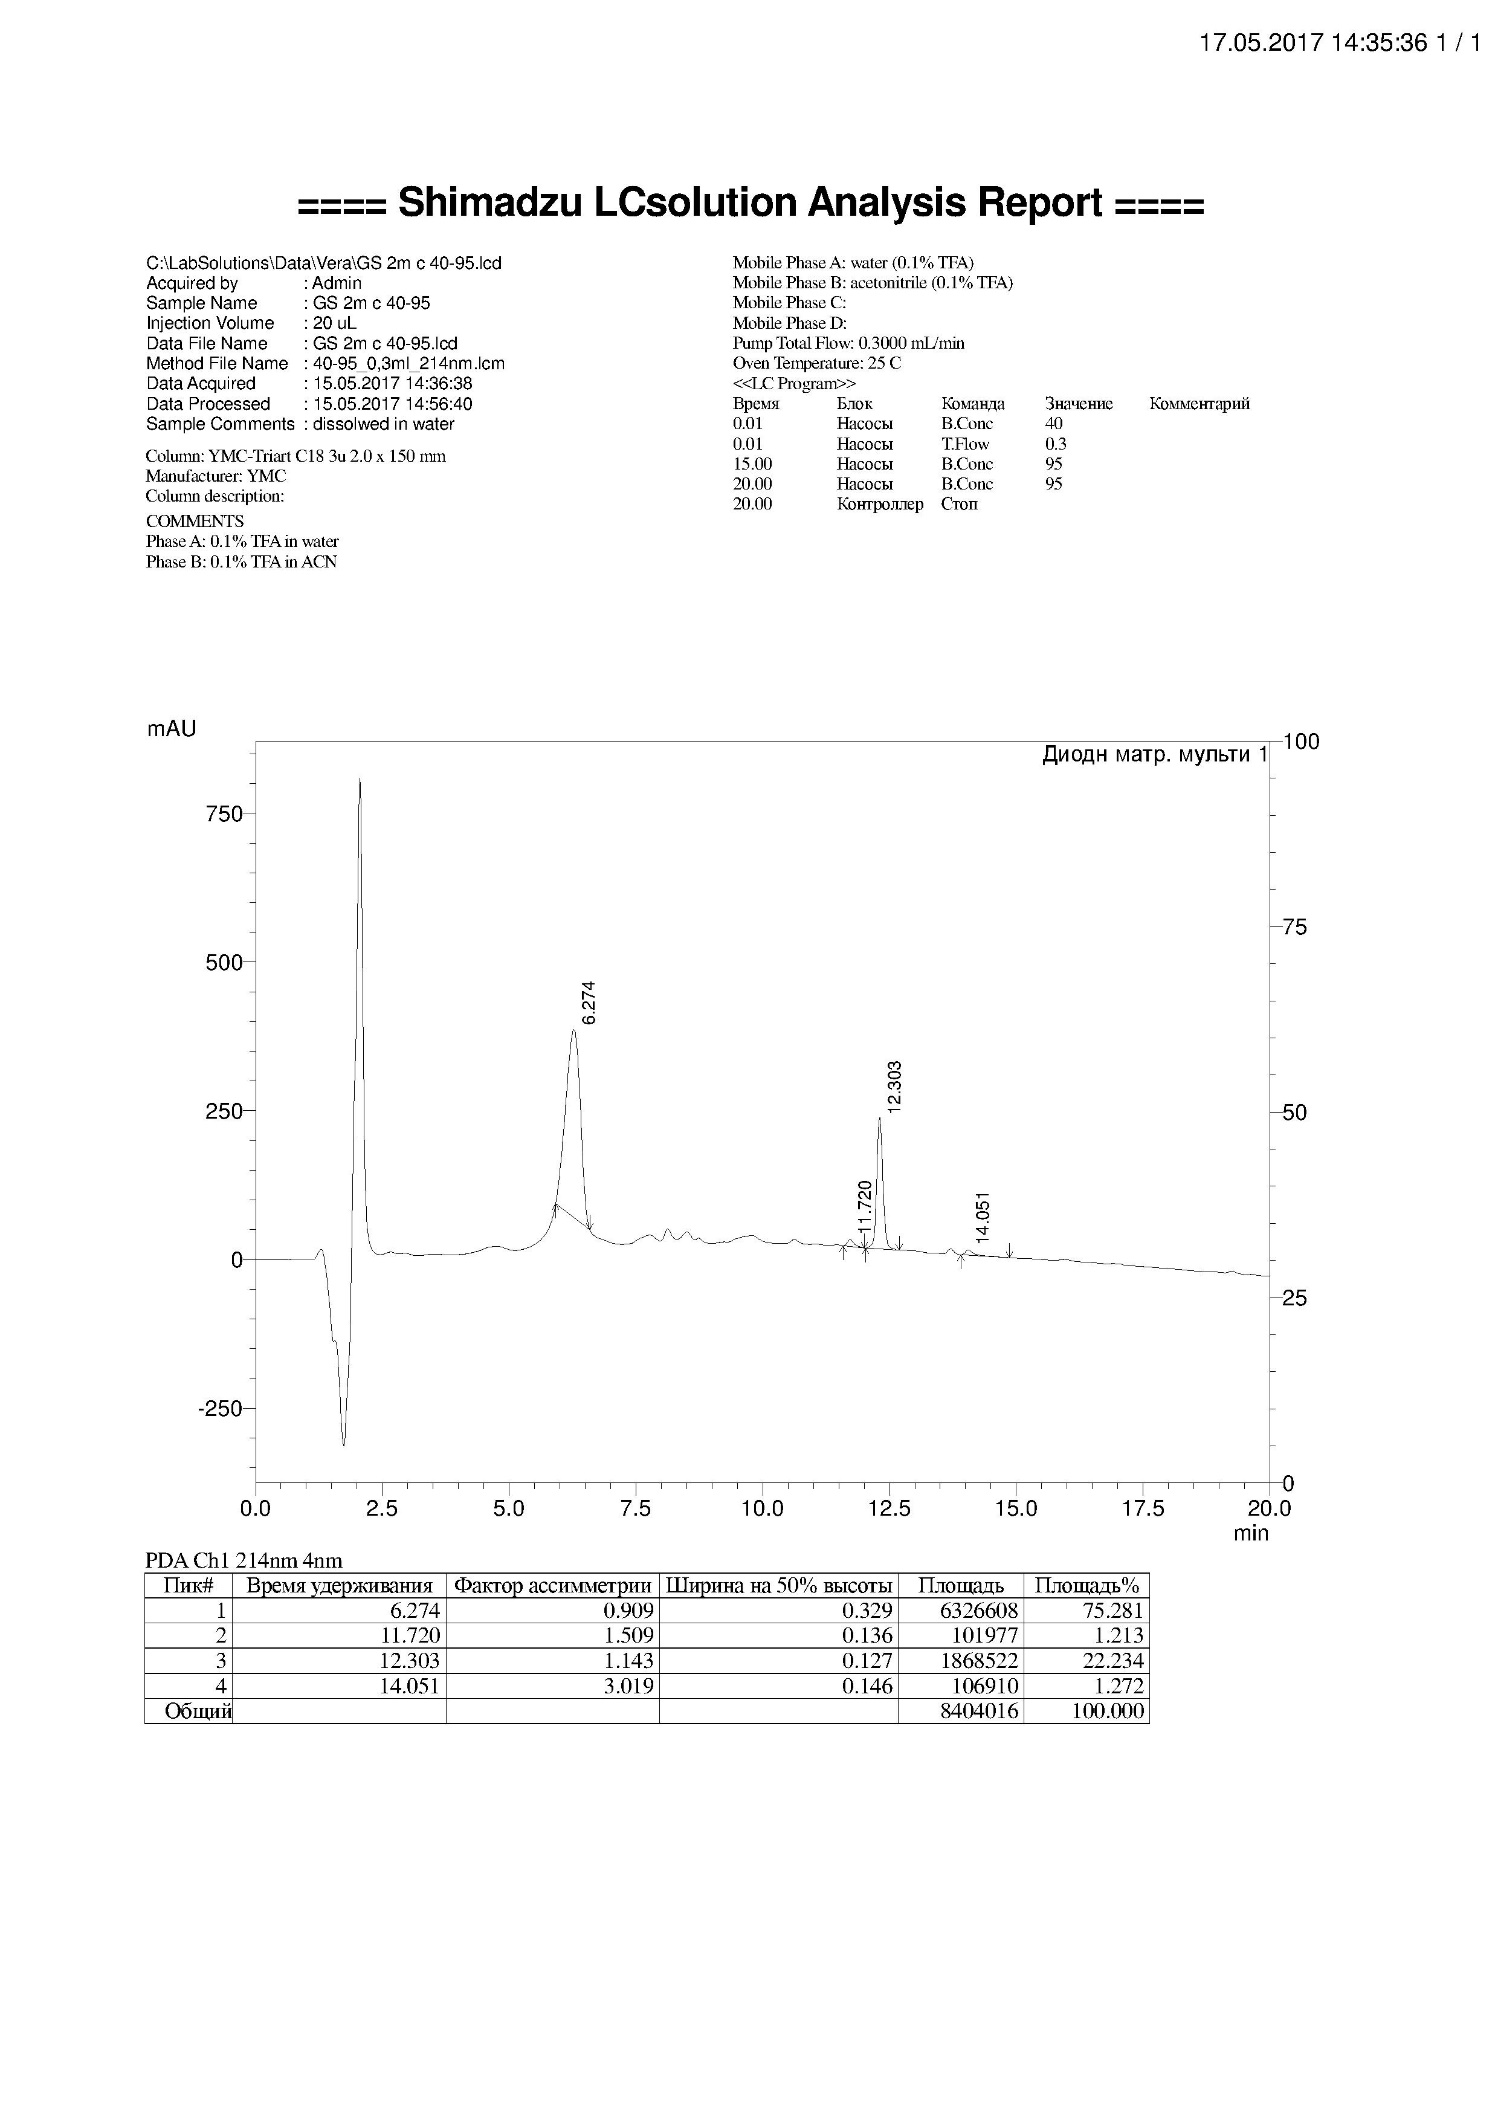 17.05.2017 14:35:36 1 / 1
==== Shimadzu LCsolution Analysis Report ====
C:\LabSolutions\Data\Vera\GS 2m c 40-95.lcd
Acquired by : Admin
Sample Name : GS 2m c 40-95
Injection Volume : 20 uL
Data File Name : GS 2m c 40-95.lcd
Method File Name : 40-95_0,3ml_214nm.lcm
Data Acquired : 15.05.2017 14:36:38
Data Processed : 15.05.2017 14:56:40
Sample Comments : dissolwed in water
Column: YMC-Triart C18 3u 2.0 x 150 mm
Manufacturer: YMC
Column description:
COMMENTS
Phase A: 0.1% TFA in water
Phase B: 0.1% TFA in ACN
Mobile Phase A: water (0.1% TFA)
Mobile Phase B: acetonitrile (0.1% TFA)
Mobile Phase C:
Mobile Phase D:
Pump Total Flow: 0.3000 mL/min
Oven Temperature: 25 C
<<LC Program>>
Время Блок Команда Значение Комментарий
0.01 Насосы B.Conc 40
0.01 Насосы T.Flow 0.3
15.00 Насосы B.Conc 95
20.00 Насосы B.Conc 95
20.00 Контроллер Стоп
mAU
Диодн матр. мульти 1
100
750
75
500
6.274
12.303
250
50
11.720
14.051
0
25
-250
0
0.0 2.5 5.0 7.5 10.0 12.5 15.0 17.5 20.0
min
PDA Ch1 214nm 4nm
Пик# Время удерживания Фактор ассимметрии Ширина на 50% высоты Площадь Площадь%
1 6.274 0.909 0.329 6326608 75.281
2 11.720 1.509 0.136 101977 1.213
3 12.303 1.143 0.127 1868522 22.234
4 14.051 3.019 0.146 106910 1.272
Общий 8404016 100.000